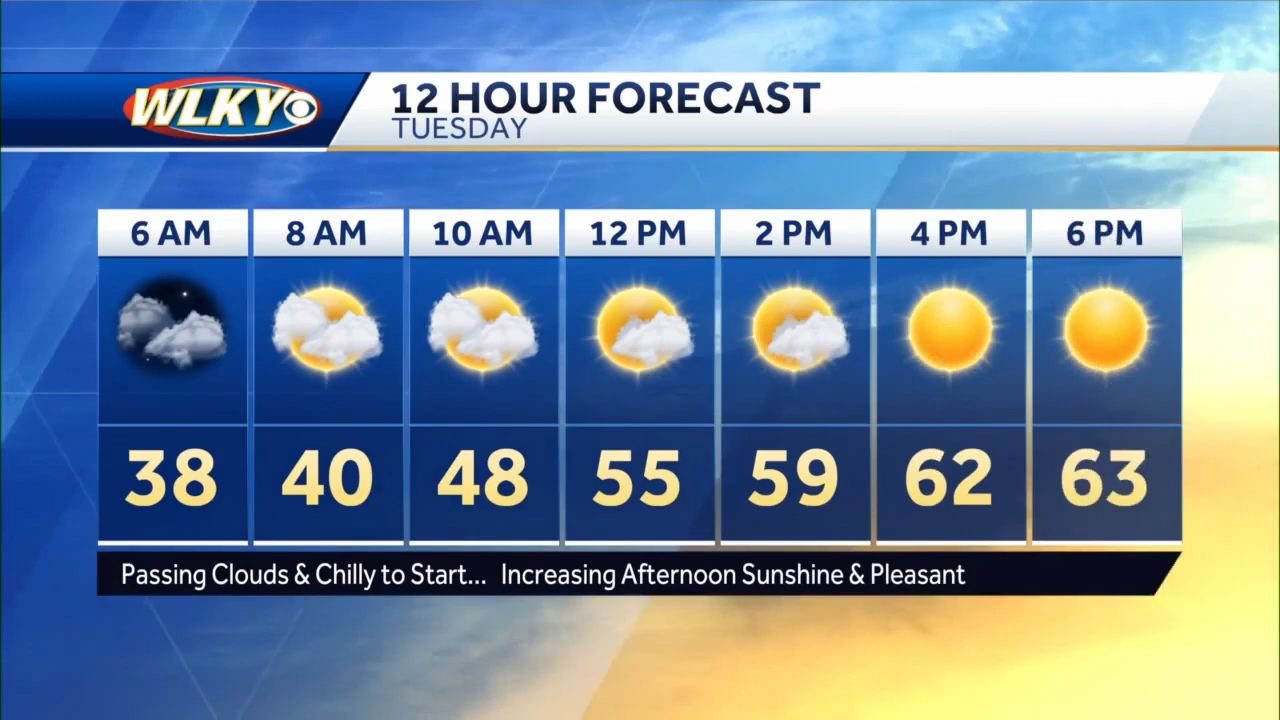 WLKY
12 HOUR FORECAST
TUESDAY
6 AM 8 AM 10 AM 12 PM 2 PM 4 PM 6 PM
38 40 48 55 59 62 63
Passing Clouds & Chilly to Start... Increasing Afternoon Sunshine & Pleasant